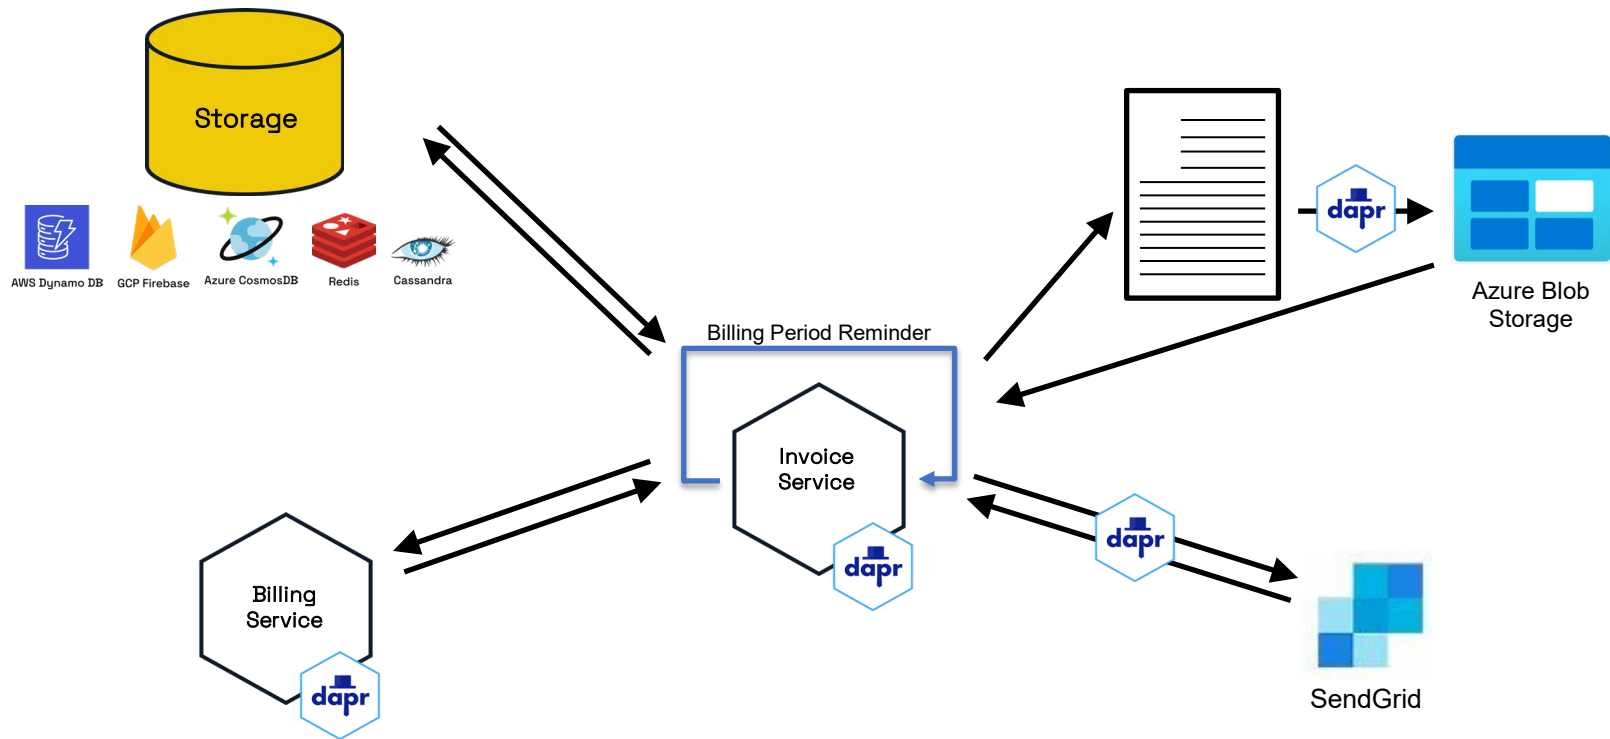 Storage
AWS Dynamo DB
GCP Firebase
Azure CosmosDB
Redis
Cassandra
dapr
Azure Blob
Storage
Billing Period Reminder
Invoice
Service
dapr
dapr
Billing
Service
dapr
SendGrid